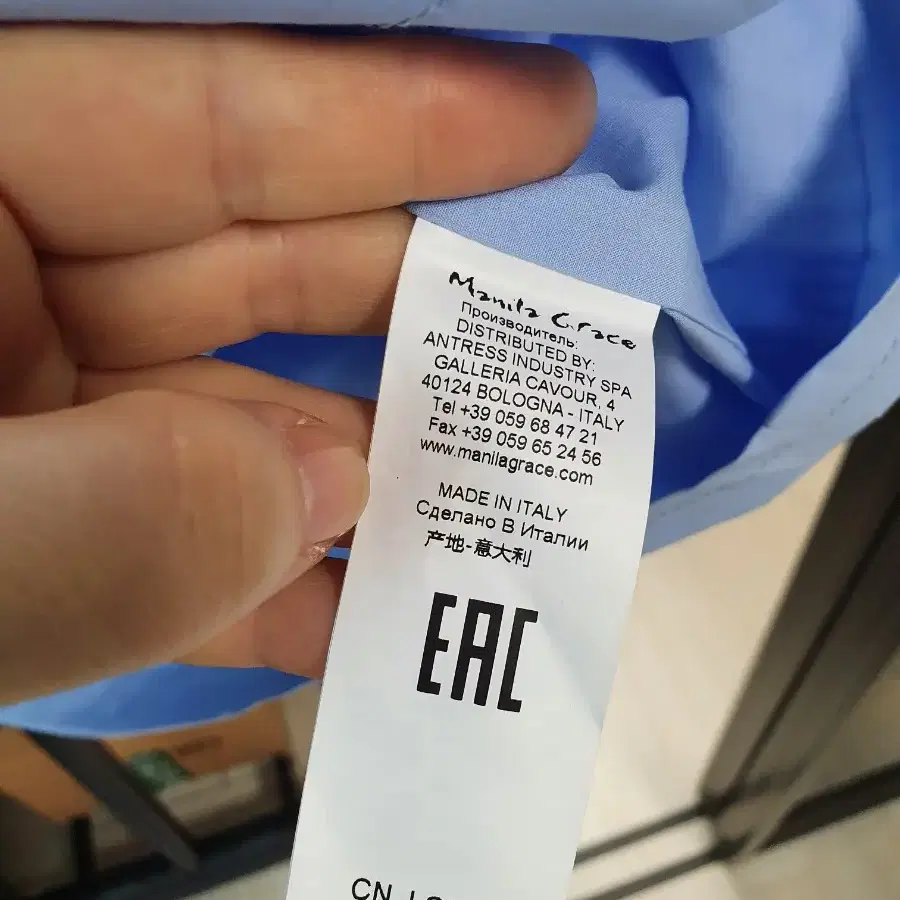 Manila Grace
Производитель:
DISTRIBUTED BY:
ANTRESS INDUSTRY SPA
GALLERIA CAVOUR, 4
40124 BOLOGNA - ITALY
Tel +39 059 68 47 21
Fax +39 059 65 24 56
www.manilagrace.com
MADE IN ITALY
Сделано В Италии
产地-意大利
EAC
CN